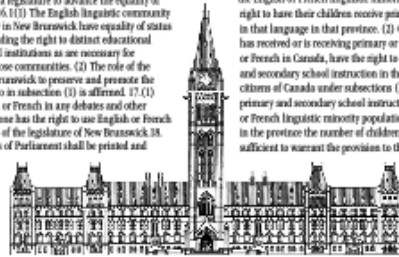 a legislature to advance the equality of
16.1(1) The English linguistic community
in New Brunswick have equality of status
ding the right to distinct educational
l institutions as are necessary for
ose communities. (2) The role of the
runswick to preserve and promote the
o in subsection (1) is affirmed. 17.(1)
or French in any debates and other
one has the right to use English or French
of the legislature of New Brunswick 18.
s of Parliament shall be printed and
right to have their children receive pri
in that language in that province. (2)
has received or is receiving primary or
or French in Canada, have the right to
and secondary school instruction in th
citizens of Canada under subsections (
primary and secondary school instruct
or French linguistic minority populatio
in the province the number of children
sufficient to warrant the provision to th